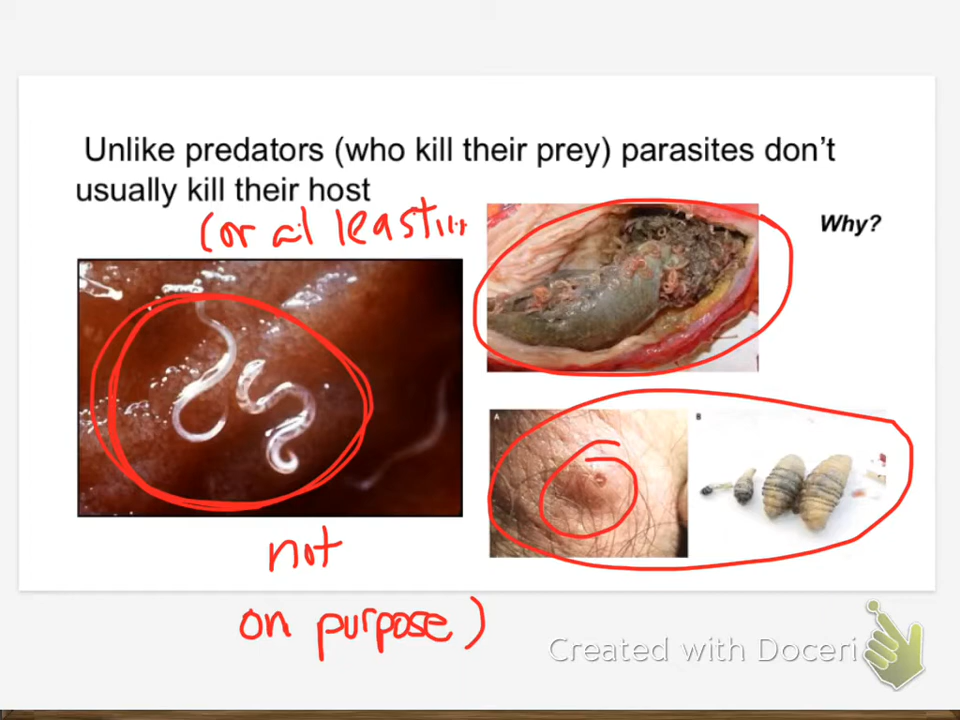 Unlike predators (who kill their prey) parasites don't
usually kill their host
(or at least...
Why?
A
B
not
on purpose)
Created with Doceri